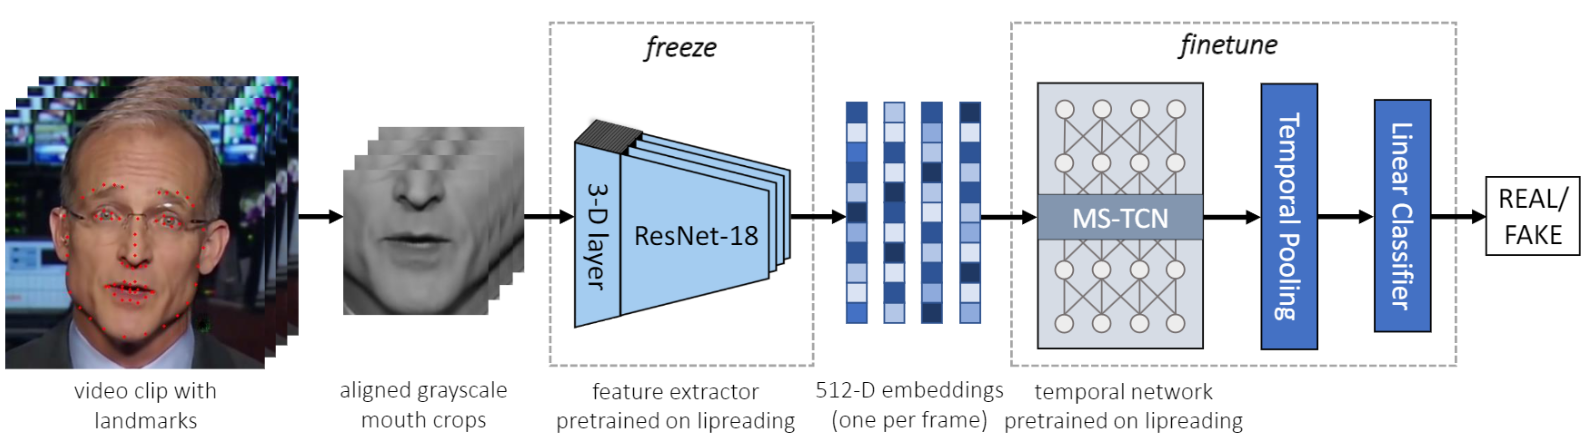 freeze
finetune
3-D layer
ResNet-18
MS-TCN
Temporal Pooling
Linear Classifier
REAL/
FAKE
video clip with
landmarks
aligned grayscale
mouth crops
feature extractor
pretrained on lipreading
512-D embeddings
(one per frame)
temporal network
pretrained on lipreading